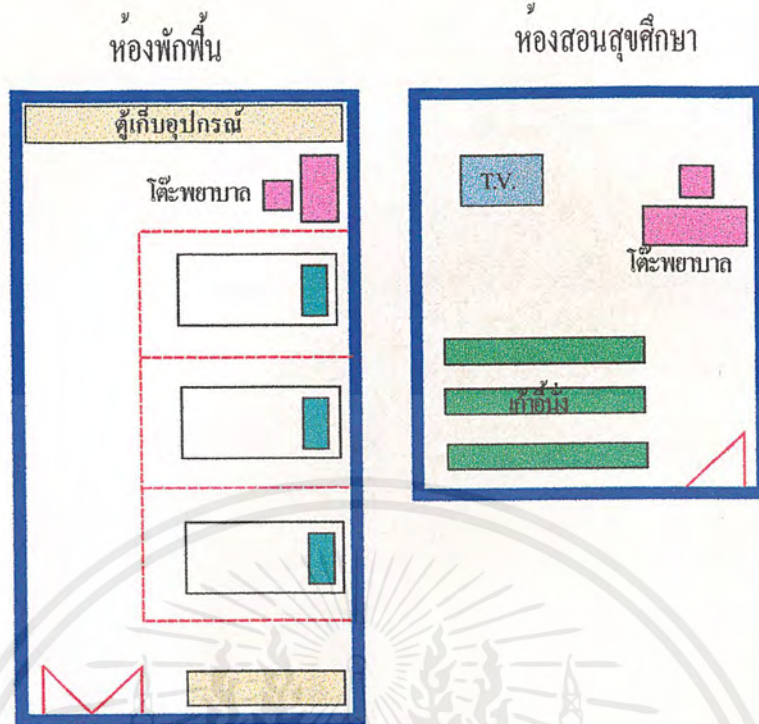 ห้องพักฟื้น
ห้องสอนสุขศึกษา
ตู้เก็บอุปกรณ์
โต๊ะพยาบาล
T.V.
โต๊ะพยาบาล
เก้าอี้นั่ง